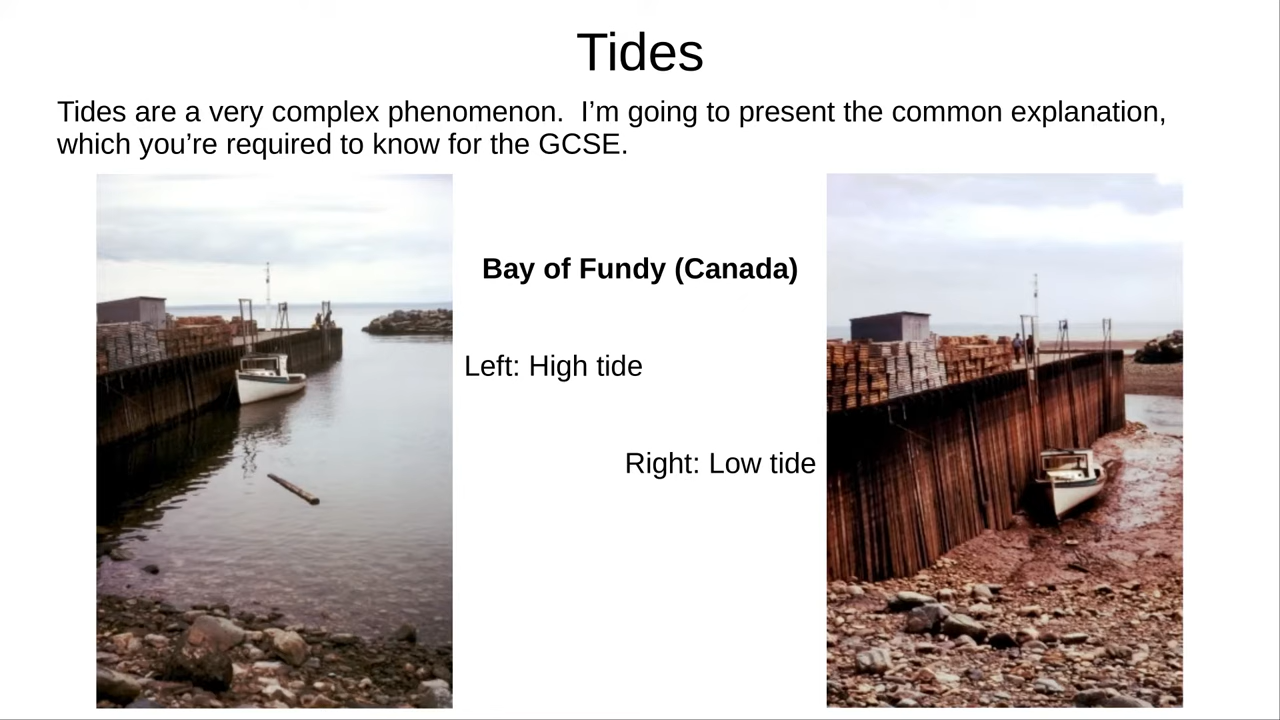 Tides
Tides are a very complex phenomenon.  I’m going to present the common explanation,
which you’re required to know for the GCSE.
Bay of Fundy (Canada)
Left: High tide
Right: Low tide